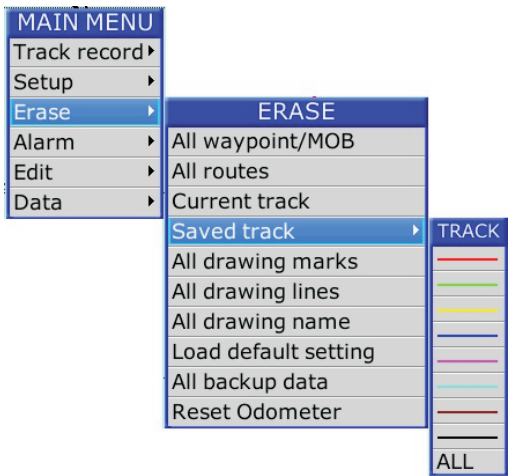 MAIN MENU
Track record
Setup
Erase
Alarm
Edit
Data
ERASE
All waypoint/MOB
All routes
Current track
Saved track
All drawing marks
All drawing lines
All drawing name
Load default setting
All backup data
Reset Odometer
TRACK
ALL